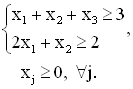 x₁ + x₂ + x₃ ≥ 3
2x₁ + x₂ ≥ 2 ,
xⱼ ≥ 0, ∀j.